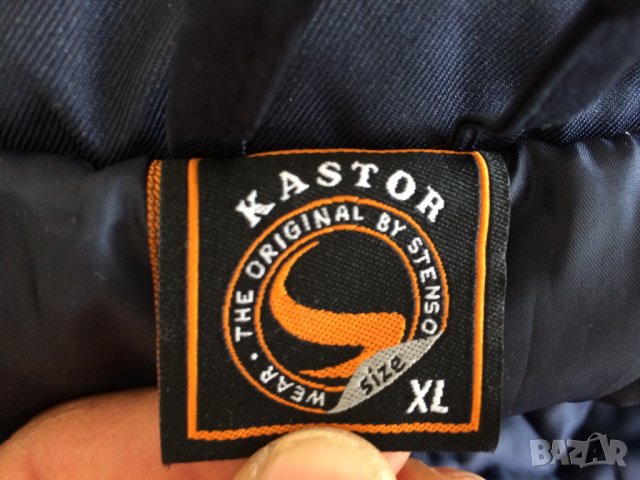 KASTOR
WEAR • THE ORIGINAL BY STENSO
size
XL
BAZAR